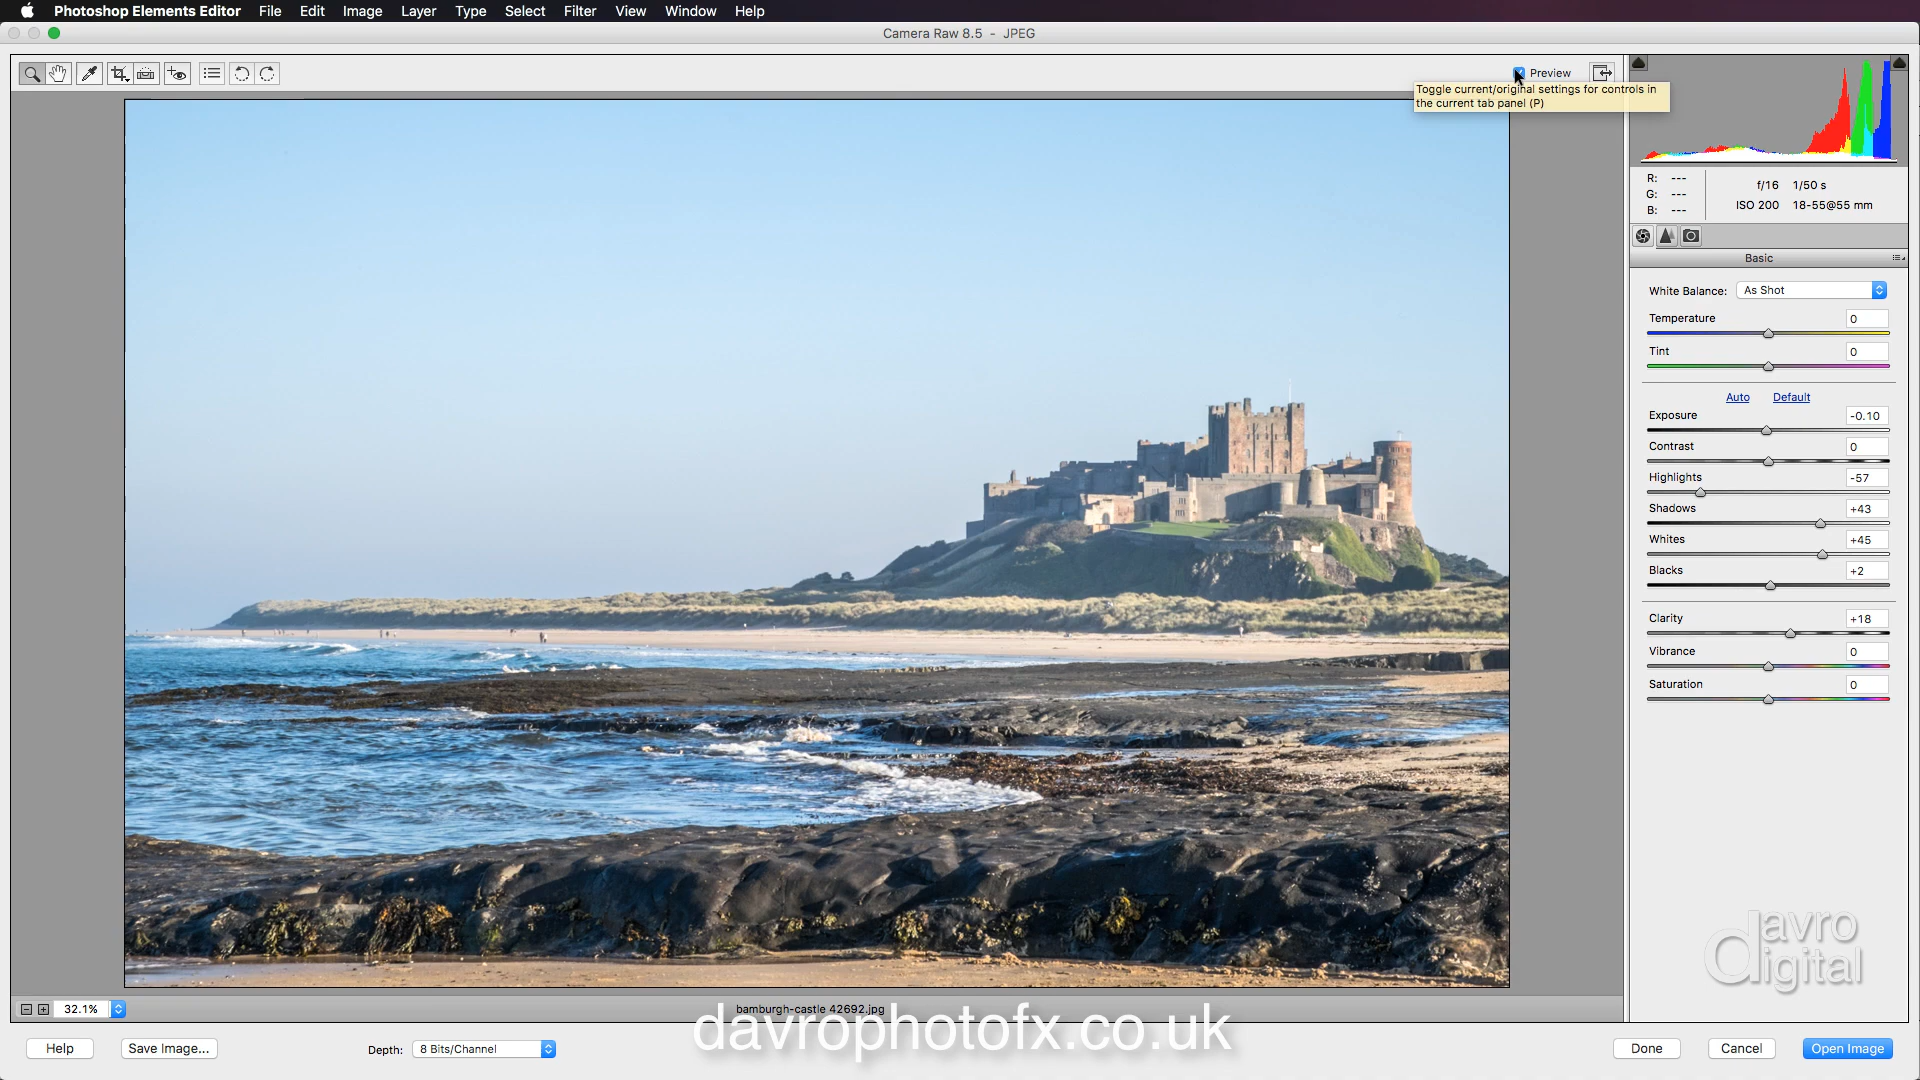 Photoshop Elements Editor File Edit Image Layer Type Select Filter View Window Help
Camera Raw 8.5 - JPEG
Preview
Toggle current/original settings for controls in
the current tab panel (P)
R: ---
G: ---
B: ---
f/16 1/50 s
ISO 200 18-55@55 mm
Basic
White Balance: As Shot
Temperature 0
Tint 0
Auto Default
Exposure -0.10
Contrast 0
Highlights -57
Shadows +43
Whites +45
Blacks +2
Clarity +18
Vibrance 0
Saturation 0
davro
digital
32.1%
bamburgh-castle 42692.jpg
davrophotofx.co.uk
Help Save Image... Depth: 8 Bits/Channel Done Cancel Open Image